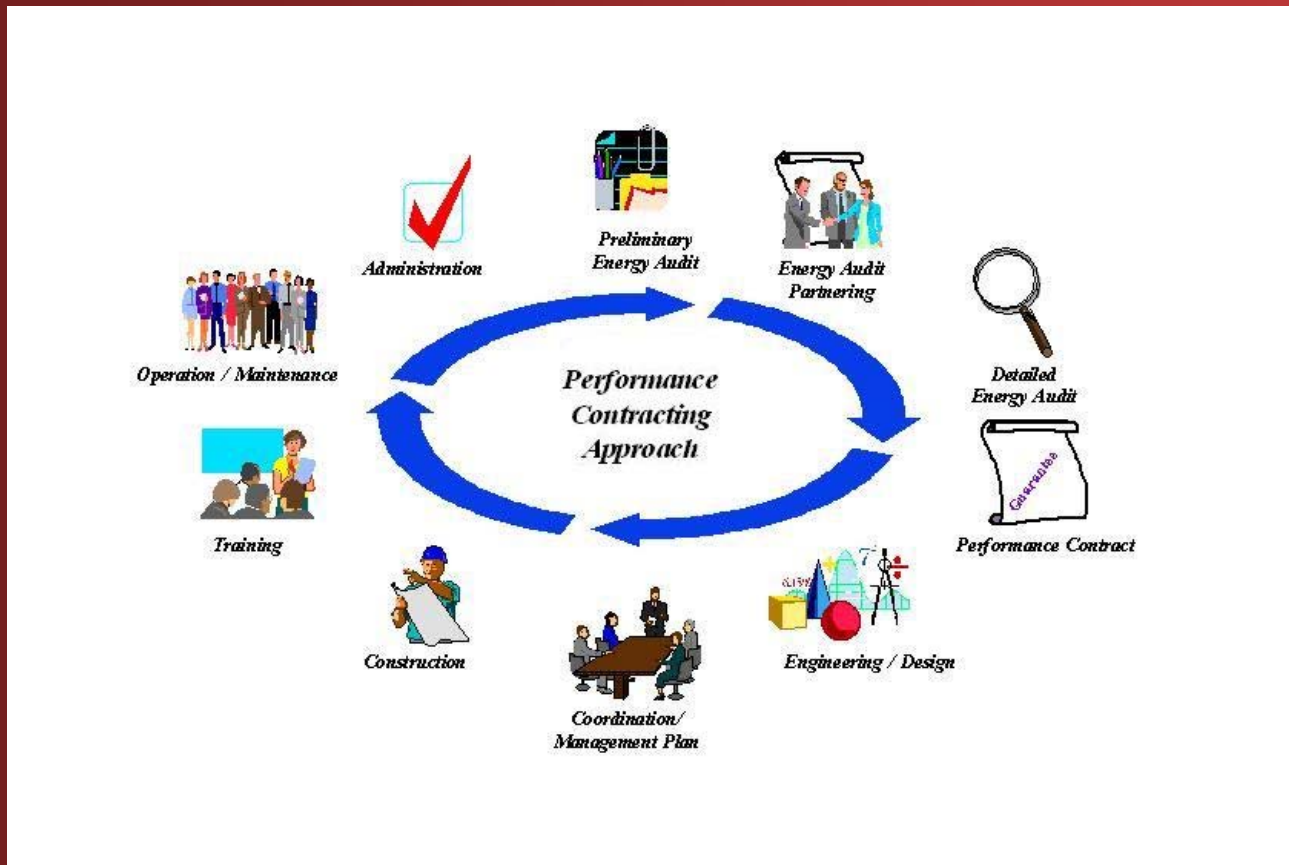 Preliminary
Energy Audit
Energy Audit
Partnering
Detailed
Energy Audit
Guarantee
Performance Contract
Engineering / Design
Coordination/
Management Plan
Construction
Training
Operation / Maintenance
Administration
Performance
Contracting
Approach